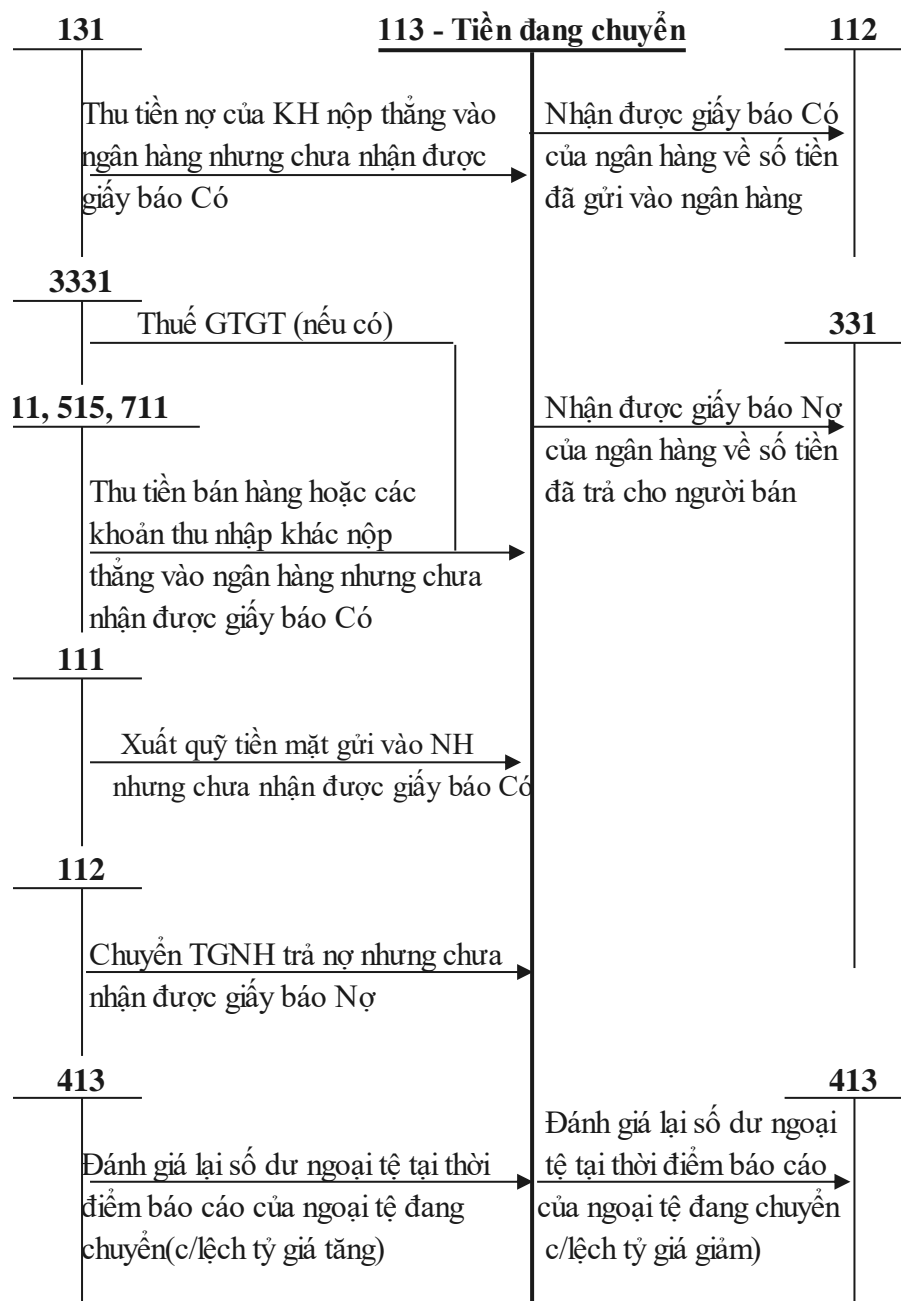 131
113 - Tiền đang chuyển
112
Thu tiền nợ của KH nộp thẳng vào
ngân hàng nhưng chưa nhận được
giấy báo Có
Nhận được giấy báo Có
của ngân hàng về số tiền
đã gửi vào ngân hàng
3331
Thuế GTGT (nếu có)
331
11, 515, 711
Nhận được giấy báo Nợ
của ngân hàng về số tiền
đã trả cho người bán
Thu tiền bán hàng hoặc các
khoản thu nhập khác nộp
thẳng vào ngân hàng nhưng chưa
nhận được giấy báo Có
111
Xuất quỹ tiền mặt gửi vào NH
nhưng chưa nhận được giấy báo Có
112
Chuyển TGNH trả nợ nhưng chưa
nhận được giấy báo Nợ
413
413
Đánh giá lại số dư ngoại tệ tại thời
điểm báo cáo của ngoại tệ đang
chuyển(c/lệch tỷ giá tăng)
Đánh giá lại số dư ngoại
tệ tại thời điểm báo cáo
của ngoại tệ đang chuyển
c/lệch tỷ giá giảm)